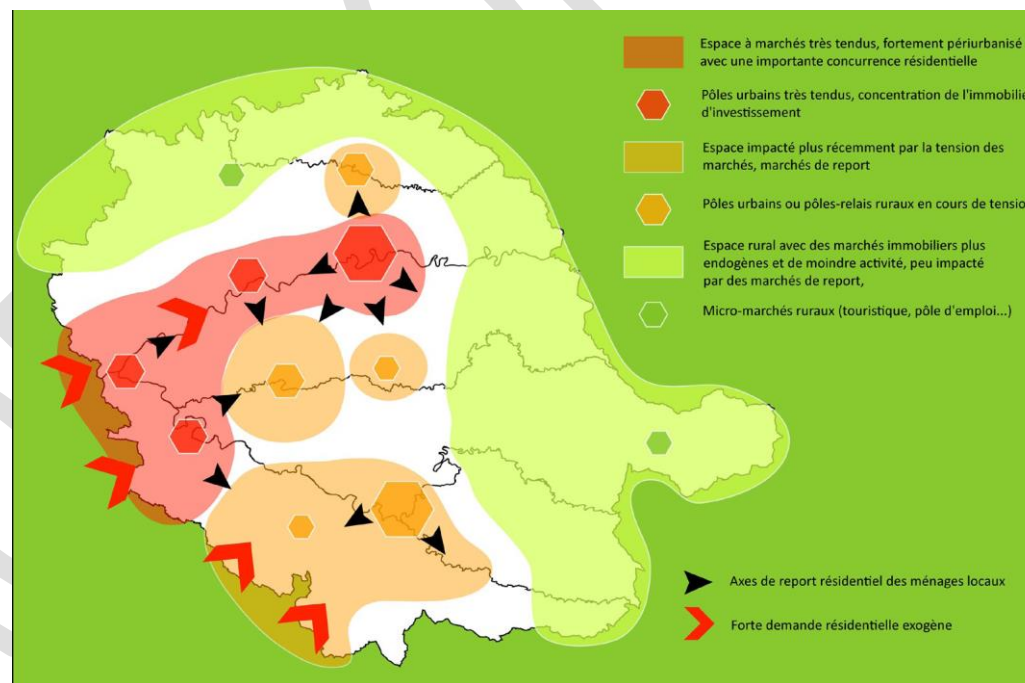 Espace à marchés très tendus, fortement périurbanisé
avec une importante concurrence résidentielle
Pôles urbains très tendus, concentration de l'immobilie
d'investissement
Espace impacté plus récemment par la tension des
marchés, marchés de report
Pôles urbains ou pôles-relais ruraux en cours de tensio
Espace rural avec des marchés immobiliers plus
endogènes et de moindre activité, peu impacté
par des marchés de report,
Micro-marchés ruraux (touristique, pôle d'emploi...)
Axes de report résidentiel des ménages locaux
Forte demande résidentielle exogène